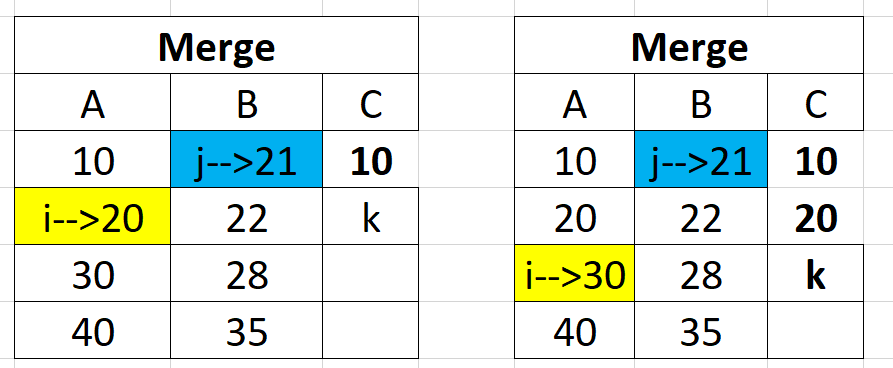 Merge
A B C
10 j-->21 10
i-->20 22 k
30 28
40 35
Merge
A B C
10 j-->21 10
20 22 20
i-->30 28 k
40 35